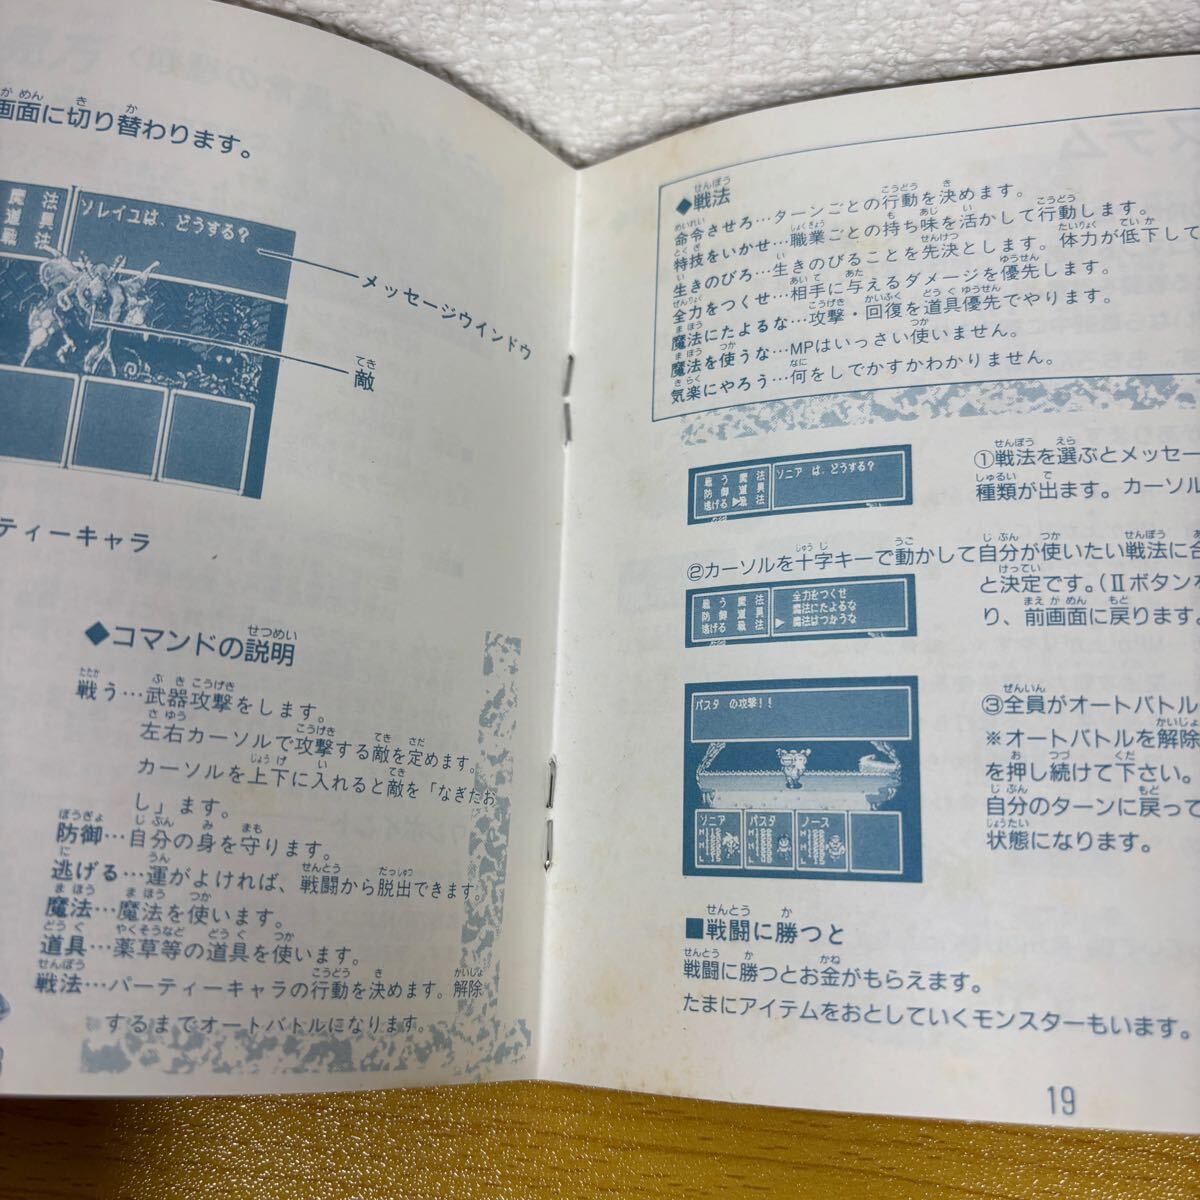 画面に切り替わります。
魔法
道具
戦法
ソレイユは、どうする?
メッセージウインドウ
敵
ティーキャラ
◆コマンドの説明
戦う…武器攻撃をします。
左右カーソルで攻撃する敵を定めます。
カーソルを上下に入れると敵を「なぎたお
し」ます。
防御…自分の身を守ります。
逃げる…運がよければ、戦闘から脱出できます。
魔法…魔法を使います。
道具…薬草等の道具を使います。
戦法…パーティーキャラの行動を決めます。解除
するまでオートバトルになります。
ステム
◆戦法
命令させろ…ターンごとの行動を決めます。
特技をいかせ…職業ごとの持ち味を活かして行動します。
生きのびろ…生きのびることを先決とします。体力が低下して
全力をつくせ…相手に与えるダメージを優先します。
魔法にたよるな…攻撃・回復を道具優先でやります。
魔法を使うな…MPはいっさい使いません。
気楽にやろう…何をしでかすかわかりません。
①戦法を選ぶとメッセー
種類が出ます。カーソル
戦う 魔法
防御 道具
逃げる ▶戦法
ソニア は、どうする?
②カーソルを十字キーで動かして自分が使いたい戦法に合
と決定です。(Ⅱボタンを
り、前画面に戻ります。
戦う 魔法
防御 道具
逃げる 戦法
全力をつくせ
魔法にたよるな
▶ 魔法はつかうな
③全員がオートバトル
※オートバトルを解除
を押し続けて下さい。
自分のターンに戻って
状態になります。
パスタ の攻撃!!
ソニア
パスタ
ノース
■戦闘に勝つと
戦闘に勝つとお金がもらえます。
たまにアイテムをおとしていくモンスターもいます。
19